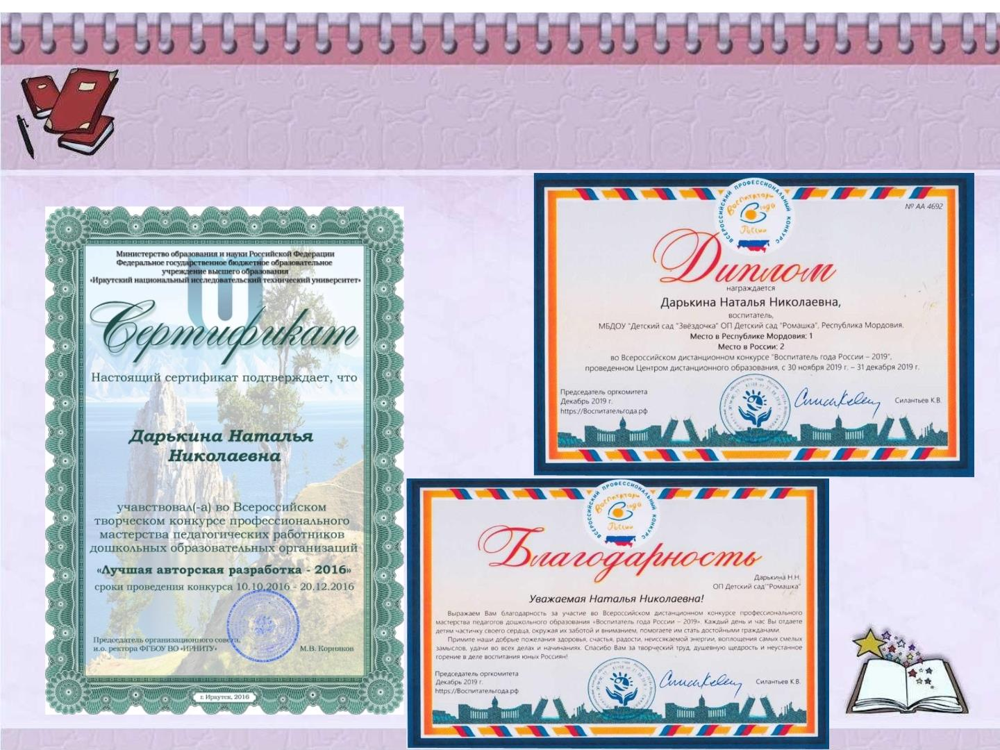 Министерство образования и науки Российской Федерации
Федеральное государственное бюджетное образовательное
учреждение высшего образования
«Иркутский национальный исследовательский технический университет»
Сертификат
Настоящий сертификат подтверждает, что
Дарькина Наталья
Николаевна
учавствовал(-а) во Всероссийском
творческом конкурсе профессионального
мастерства педагогических работников
дошкольных образовательных организаций
«Лучшая авторская разработка - 2016»
сроки проведения конкурса 10.10.2016 - 20.12.2016
Председатель организационного совета,
и.о. ректора ФГБОУ ВО «ИРНИТУ»
М.В. Корняков
г. Иркутск, 2016
ВСЕРОССИЙСКИЙ ПРОФЕССИОНАЛЬНЫЙ КОНКУРС
Воспитатели
года
России
№ АА 4692
Диплом
награждается
Дарькина Наталья Николаевна,
воспитатель,
МБДОУ "Детский сад "Звёздочка" ОП Детский сад "Ромашка", Республика Мордовия.
Место в Республике Мордовия: 1
Место в России: 2
во Всероссийском дистанционном конкурсе "Воспитатель года России – 2019",
проведенном Центром дистанционного образования, с 30 ноября 2019 г. – 31 декабря 2019 г.
Председатель оргкомитета
Декабрь 2019 г.
https://Воспитательгода.рф
Силантьев К.В.
ВСЕРОССИЙСКИЙ ПРОФЕССИОНАЛЬНЫЙ КОНКУРС
Воспитатели
года
России
Благодарность
Дарькина Н.Н.
ОП Детский сад "Ромашка"
Уважаемая Наталья Николаевна!
Выражаем Вам благодарность за участие во Всероссийском дистанционном конкурсе профессионального
мастерства педагогов дошкольного образования «Воспитатель года России – 2019». Каждый день и час Вы отдаете
детям частичку своего сердца, окружая их заботой и вниманием, помогаете им стать достойными гражданами.
Примите наши добрые пожелания здоровья, счастья, радости, неиссякаемой энергии, воплощения самых смелых
замыслов, удачи во всех делах и начинаниях. Спасибо Вам за творческий труд, душевную щедрость и неустанное
горение в деле воспитания юных Россиян!
Председатель оргкомитета
Декабрь 2019 г.
https://Воспитательгода.рф
Силантьев К.В.